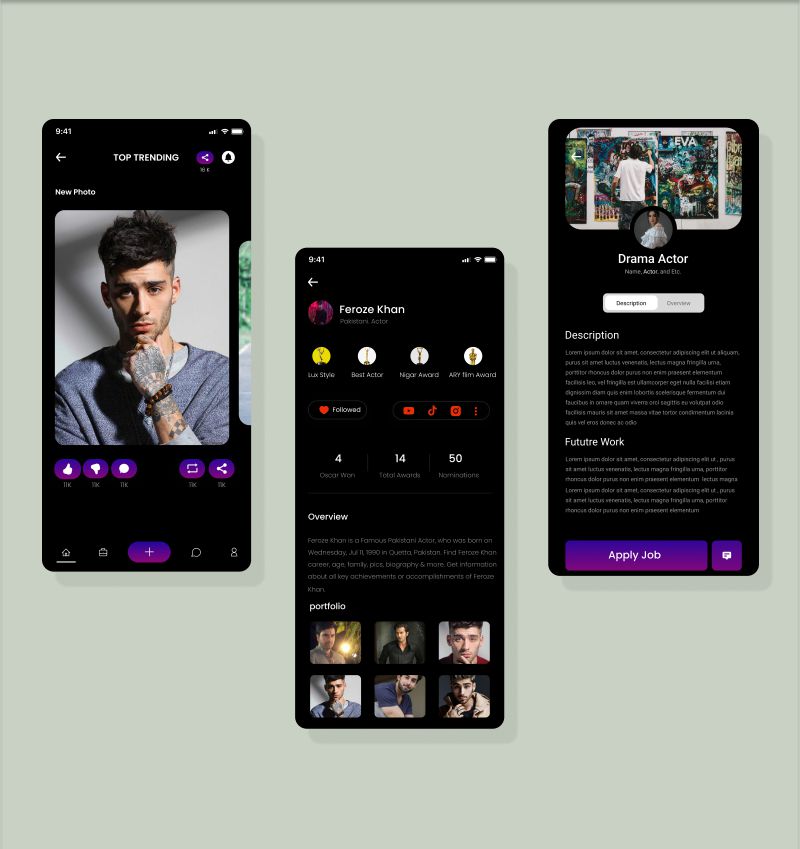 9:41
TOP TRENDING
16 K
New Photo
11K
11K
11K
11K
11K
9:41
Feroze Khan
Pakistani Actor
Lux Style
Best Actor
Nigar Award
ARY film Award
Followed
4
14
50
Oscar Won
Total Awards
Nominations
Overview
Feroze Khan is a Famous Pakistani Actor, who was born on
Wednesday, Jul 11, 1990 in Quetta, Pakistan. Find Feroze Khan
career, age, family, pics, biography & more. Get information
about all key achievements or accomplishments of Feroze
Khan.
portfolio
EVA
Drama Actor
Name, Actor, and Etc.
Description
Overview
Description
Lorem ipsum dolor sit amet, consectetur adipiscing elit ut aliquam,
purus sit amet luctus venenatis, lectus magna fringilla urna,
porttitor rhoncus dolor purus non enim praesent elementum
facilisis leo, vel fringilla est ullamcorper eget nulla facilisi etiam
dignissim diam quis enim lobortis scelerisque fermentum dui
faucibus in ornare quam viverra orci sagittis eu volutpat odio
facilisis mauris sit amet massa vitae tortor condimentum lacinia
quis vel eros donec ac odio
Fututre Work
Lorem ipsum dolor sit amet, consectetur adipiscing elit ut , purus
sit amet luctus venenatis, lectus magna fringilla urna, porttitor
rhoncus dolor purus non enim praesent elementum lectus magna
Lorem ipsum dolor sit amet, consectetur adipiscing elit ut , purus
sit amet luctus venenatis, lectus magna fringilla urna, porttitor
rhoncus dolor purus non enim praesent elementum
Apply Job